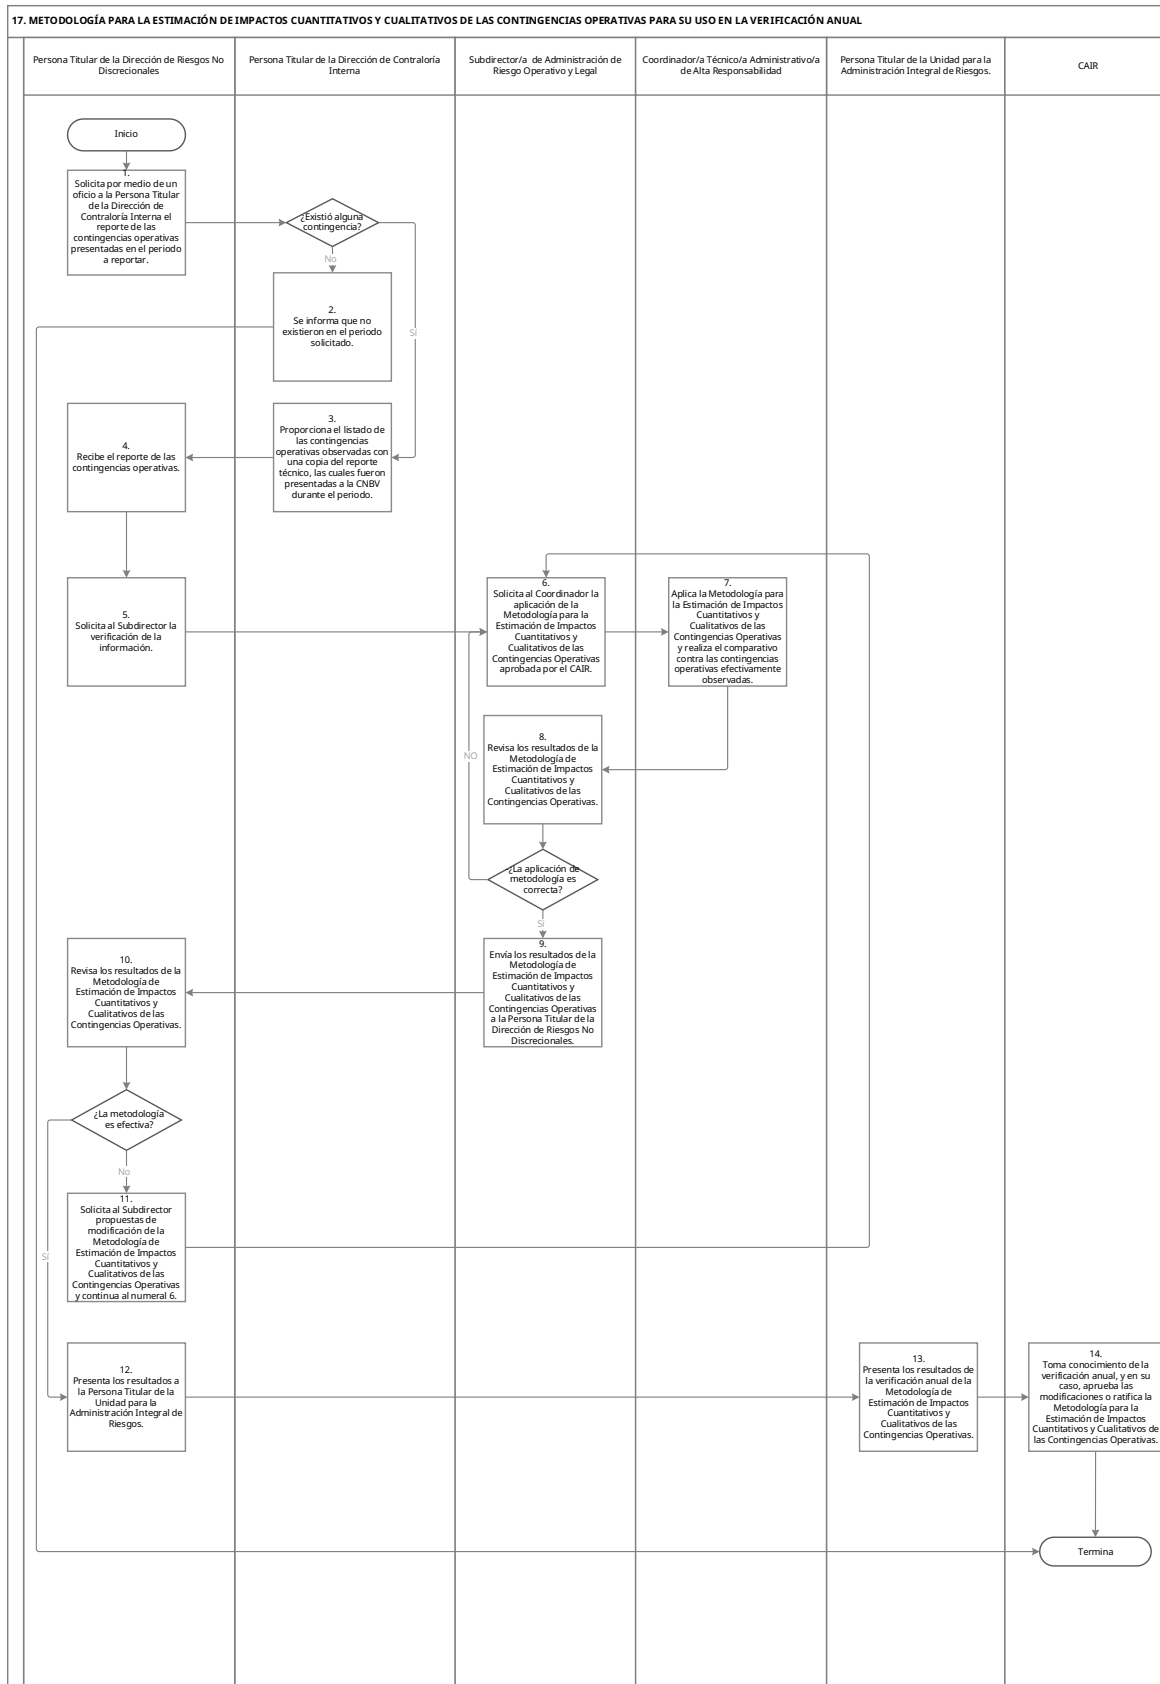 17. METODOLOGÍA PARA LA ESTIMACIÓN DE IMPACTOS CUANTITATIVOS Y CUALITATIVOS DE LAS CONTINGENCIAS OPERATIVAS PARA SU USO EN LA VERIFICACIÓN ANUAL
Persona Titular de la Dirección de Riesgos No
Discrecionales
Persona Titular de la Dirección de Contraloría
Interna
Subdirector/a de Administración de
Riesgo Operativo y Legal
Coordinador/a Técnico/a Administrativo/a
de Alta Responsabilidad
Persona Titular de la Unidad para la
Administración Integral de Riesgos.
CAIR
Inicio
1.
Solicita por medio de un
oficio a la Persona Titular
de la Dirección de
Contraloría Interna el
reporte de las
contingencias operativas
presentadas en el periodo
a reportar.
¿Existió alguna
contingencia?
No
Sí
2.
Se informa que no
existieron en el periodo
solicitado.
3.
Proporciona el listado de
las contingencias
operativas observadas con
una copia del reporte
técnico, las cuales fueron
presentadas a la CNBV
durante el periodo.
4.
Recibe el reporte de las
contingencias operativas.
5.
Solicita al Subdirector la
verificación de la
información.
6.
Solicita al Coordinador la
aplicación de la
Metodología para la
Estimación de Impactos
Cuantitativos y
Cualitativos de las
Contingencias Operativas
aprobada por el CAIR.
7.
Aplica la Metodología para
la Estimación de Impactos
Cuantitativos y
Cualitativos de las
Contingencias Operativas
y realiza el comparativo
contra las contingencias
operativas efectivamente
observadas.
8.
Revisa los resultados de la
Metodología de
Estimación de Impactos
Cuantitativos y
Cualitativos de las
Contingencias Operativas.
NO
¿La aplicación de
metodología es
correcta?
Sí
9.
Envía los resultados de la
Metodología de
Estimación de Impactos
Cuantitativos y
Cualitativos de las
Contingencias Operativas
a la Persona Titular de la
Dirección de Riesgos No
Discrecionales.
10.
Revisa los resultados de la
Metodología de
Estimación de Impactos
Cuantitativos y
Cualitativos de las
Contingencias Operativas.
¿La metodología
es efectiva?
No
Sí
11.
Solicita al Subdirector
propuestas de
modificación de la
Metodología de
Estimación de Impactos
Cuantitativos y
Cualitativos de las
Contingencias Operativas
y continua al numeral 6.
12.
Presenta los resultados a
la Persona Titular de la
Unidad para la
Administración Integral de
Riesgos.
13.
Presenta los resultados de
la verificación anual de la
Metodología de
Estimación de Impactos
Cuantitativos y
Cualitativos de las
Contingencias Operativas.
14.
Toma conocimiento de la
verificación anual, y en su
caso, aprueba las
modificaciones o ratifica la
Metodología para la
Estimación de Impactos
Cuantitativos y Cualitativos de
las Contingencias Operativas.
Termina